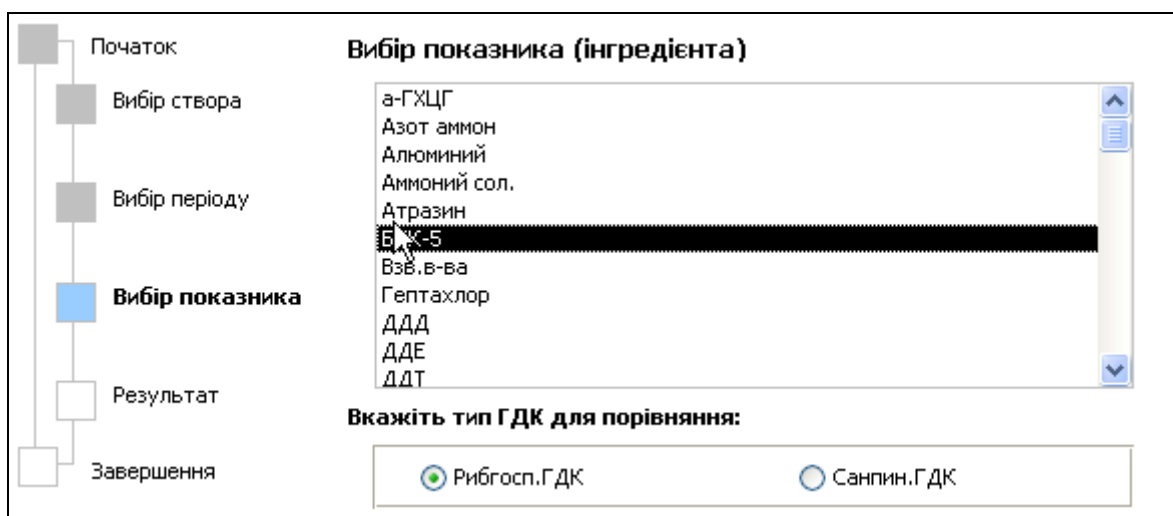 Початок
Вибір створа
Вибір періоду
Вибір показника
Результат
Завершення
Вибір показника (інгредієнта)
а-ГХЦГ
Азот аммон
Алюминий
Аммоний сол.
Атразин
Взв.в-ва
Гептахлор
ДДД
ДДЕ
ДДТ
Вкажіть тип ГДК для порівняння:
Рибгосп.ГДК Санпин.ГДК